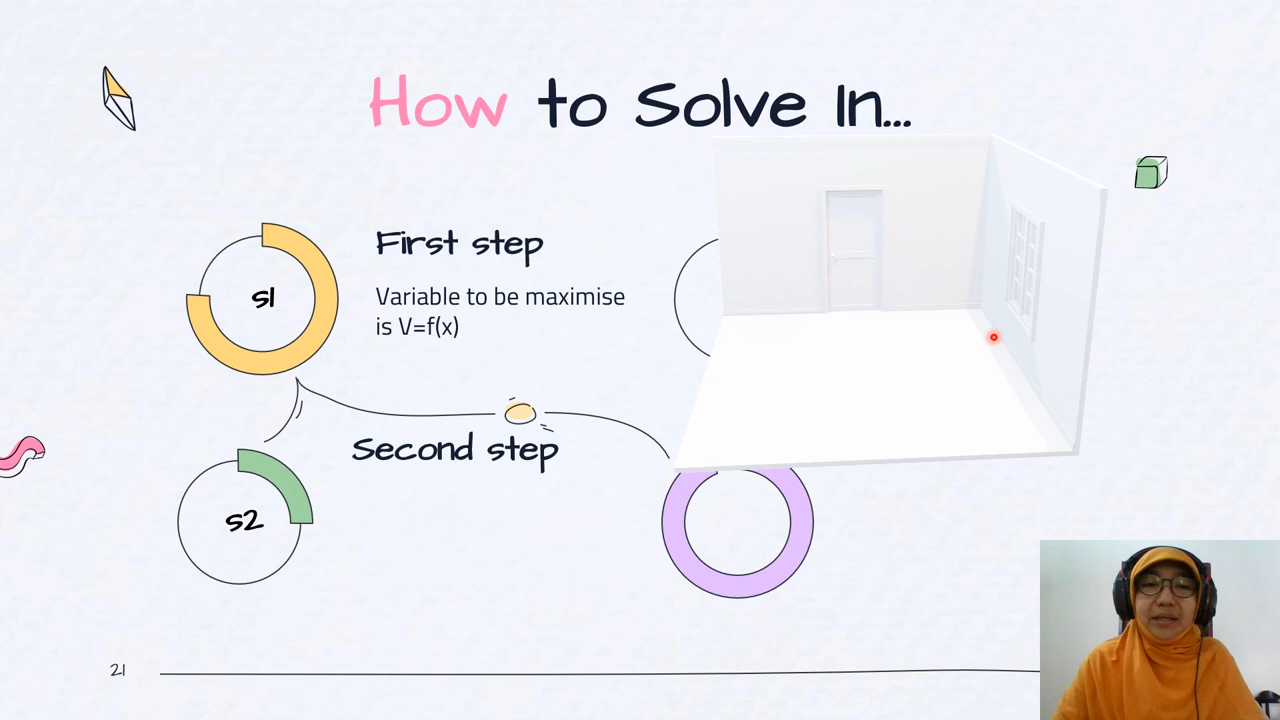 How to Solve In...
S1
First step
Variable to be maximise
is V=f(x)
Second step
S2
21